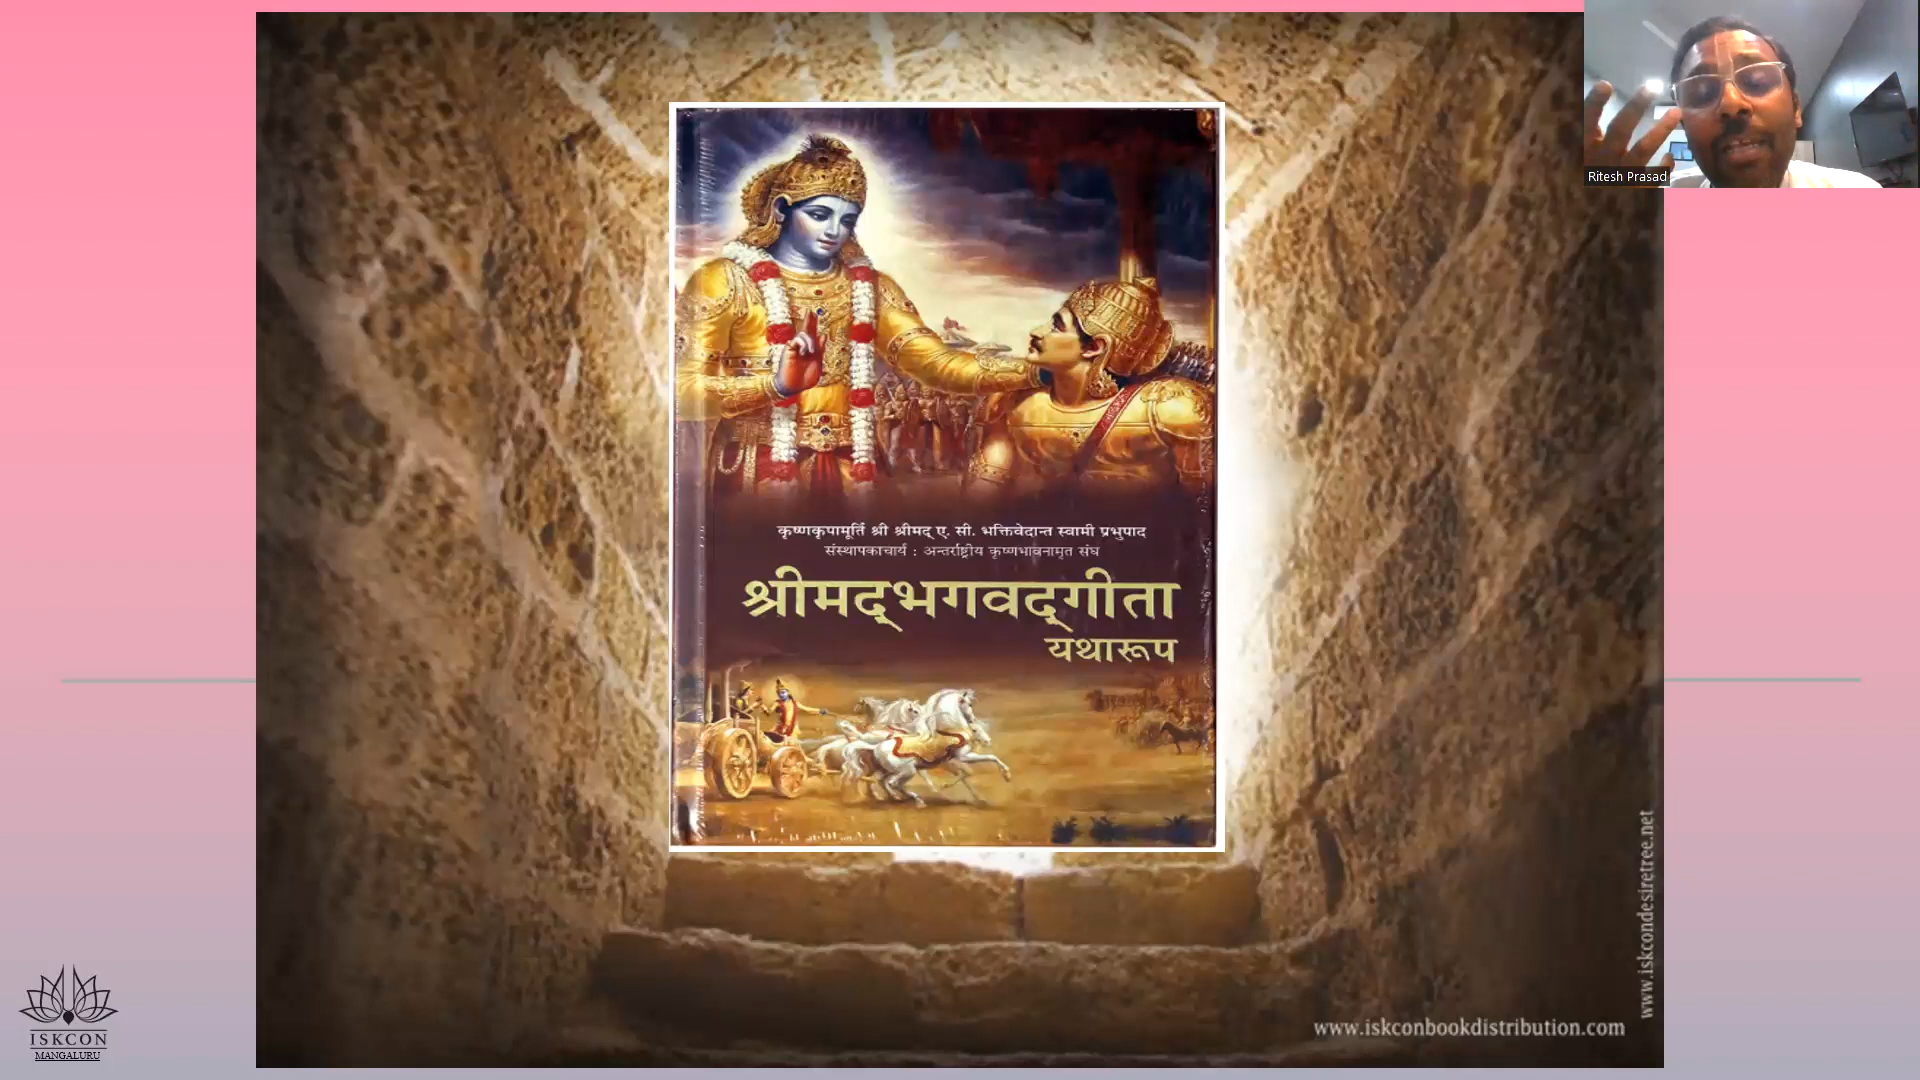 Ritesh Prasad
कृष्णकृपामूर्ति श्री श्रीमद् ए. सी. भक्तिवेदान्त स्वामी प्रभुपाद
संस्थापकाचार्य : अन्तर्राष्ट्रीय कृष्णभावनामृत संघ
श्रीमद्भगवद्गीता
यथारूप
www.iskcondesiretree.net
www.iskconbookdistribution.com
ISKCON
MANGALURU